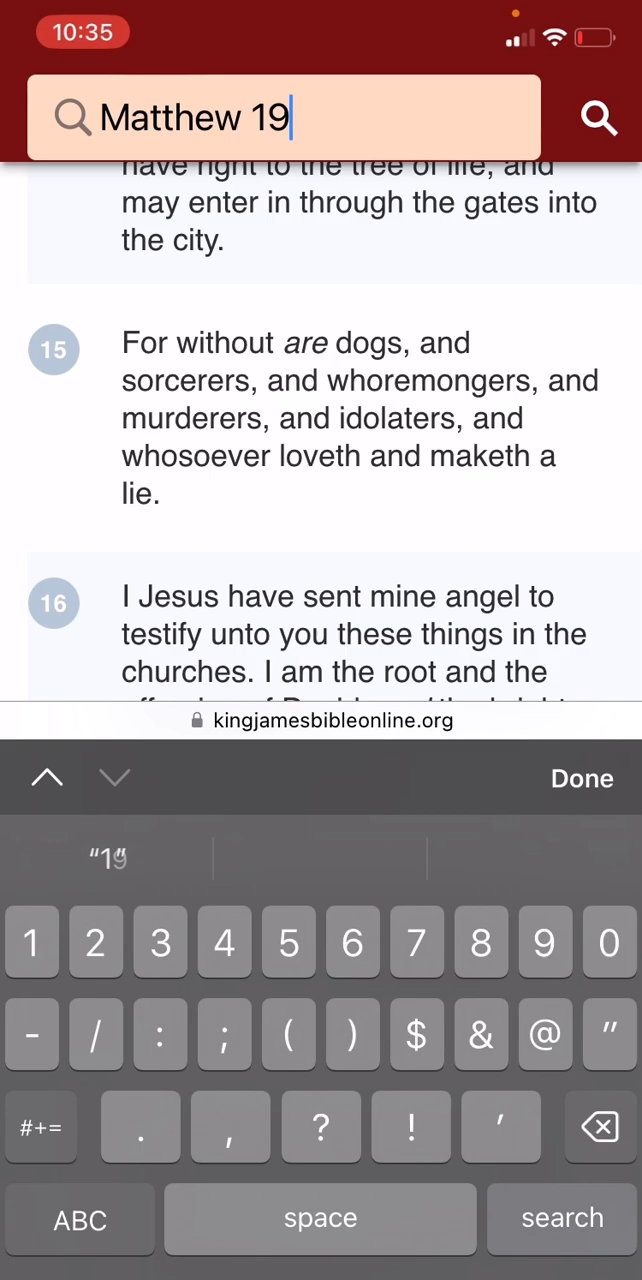 10:35
Matthew 19
have right to the tree of life, and
may enter in through the gates into
the city.
15
For without are dogs, and
sorcerers, and whoremongers, and
murderers, and idolaters, and
whosoever loveth and maketh a
lie.
16
I Jesus have sent mine angel to
testify unto you these things in the
churches. I am the root and the
kingjamesbibleonline.org
Done
1 2 3 4 5 6 7 8 9 0
- / : ; ( ) $ & @ "
#+= . , ? ! '
ABC space search